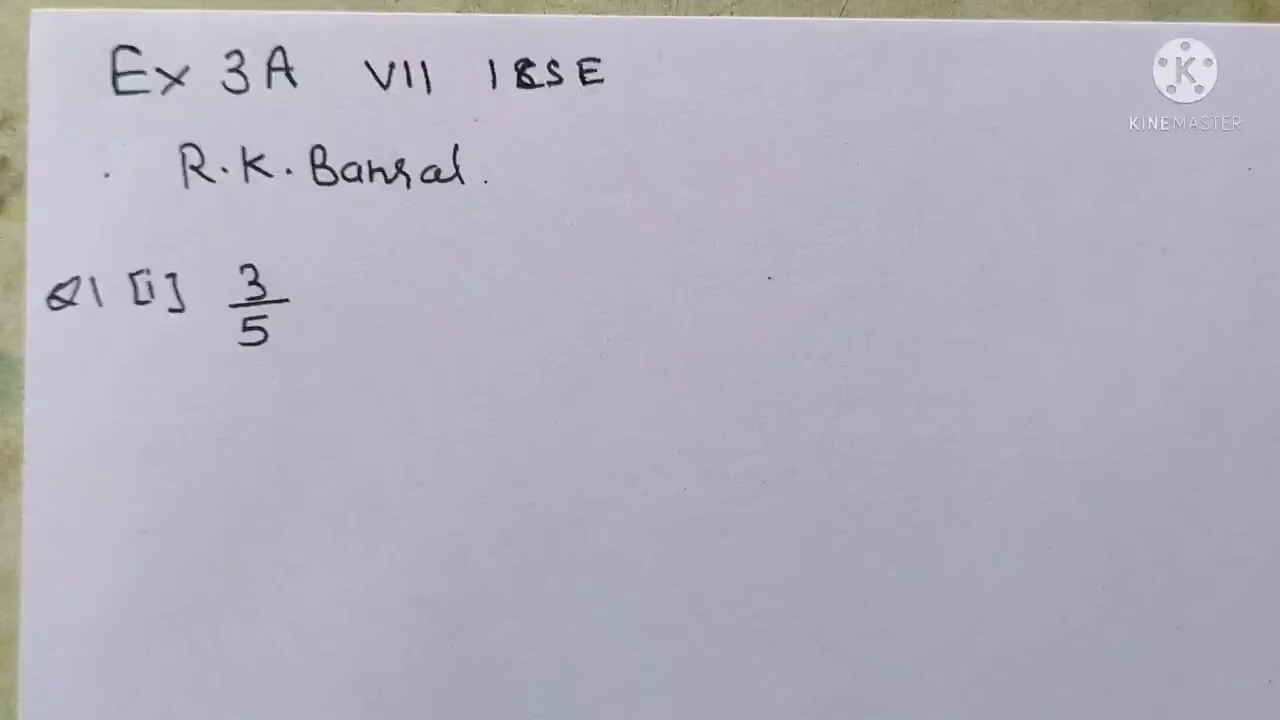 Ex 3A VII ICSE
K
KINEMASTER
R.K. Bansal.
Q1 [i] 3/5